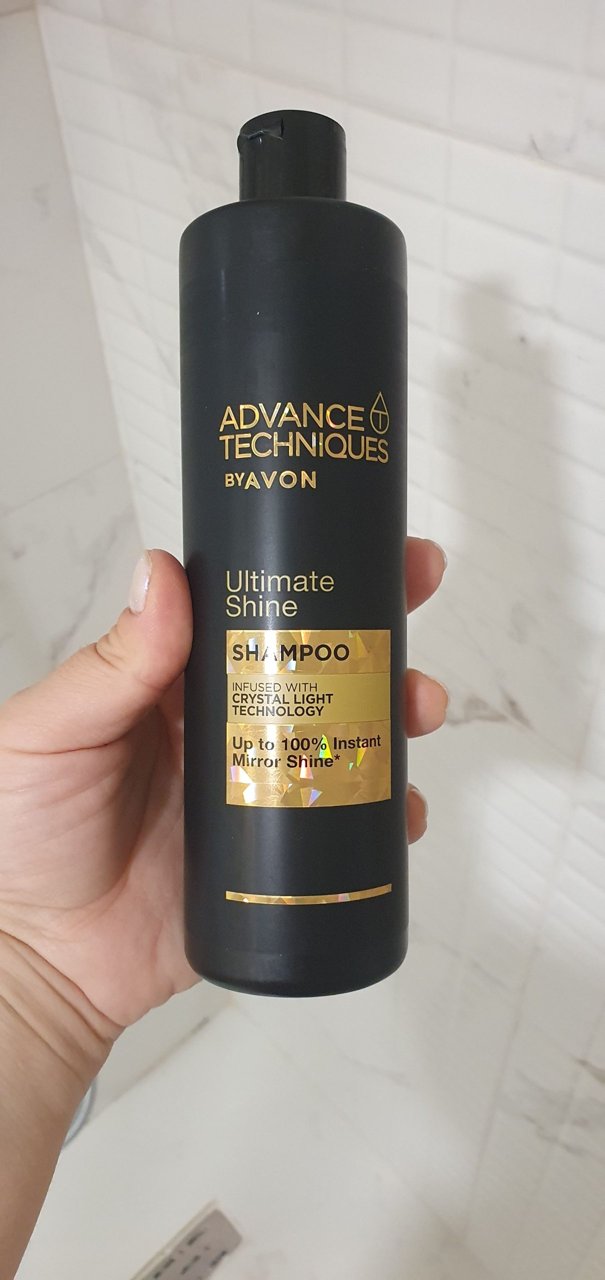 ADVANCE
TECHNIQUES
BY AVON
Ultimate
Shine
SHAMPOO
INFUSED WITH
CRYSTAL LIGHT
TECHNOLOGY
Up to 100% Instant
Mirror Shine*